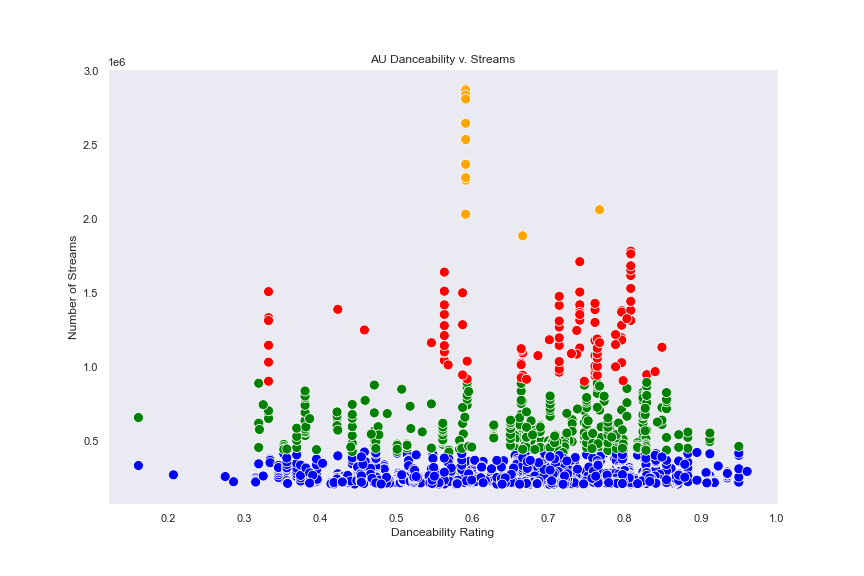 AU Danceability v. Streams
1e6
3.0
2.5
2.0
1.5
1.0
0.5
Number of Streams
0.2 0.3 0.4 0.5 0.6 0.7 0.8 0.9 1.0
Danceability Rating